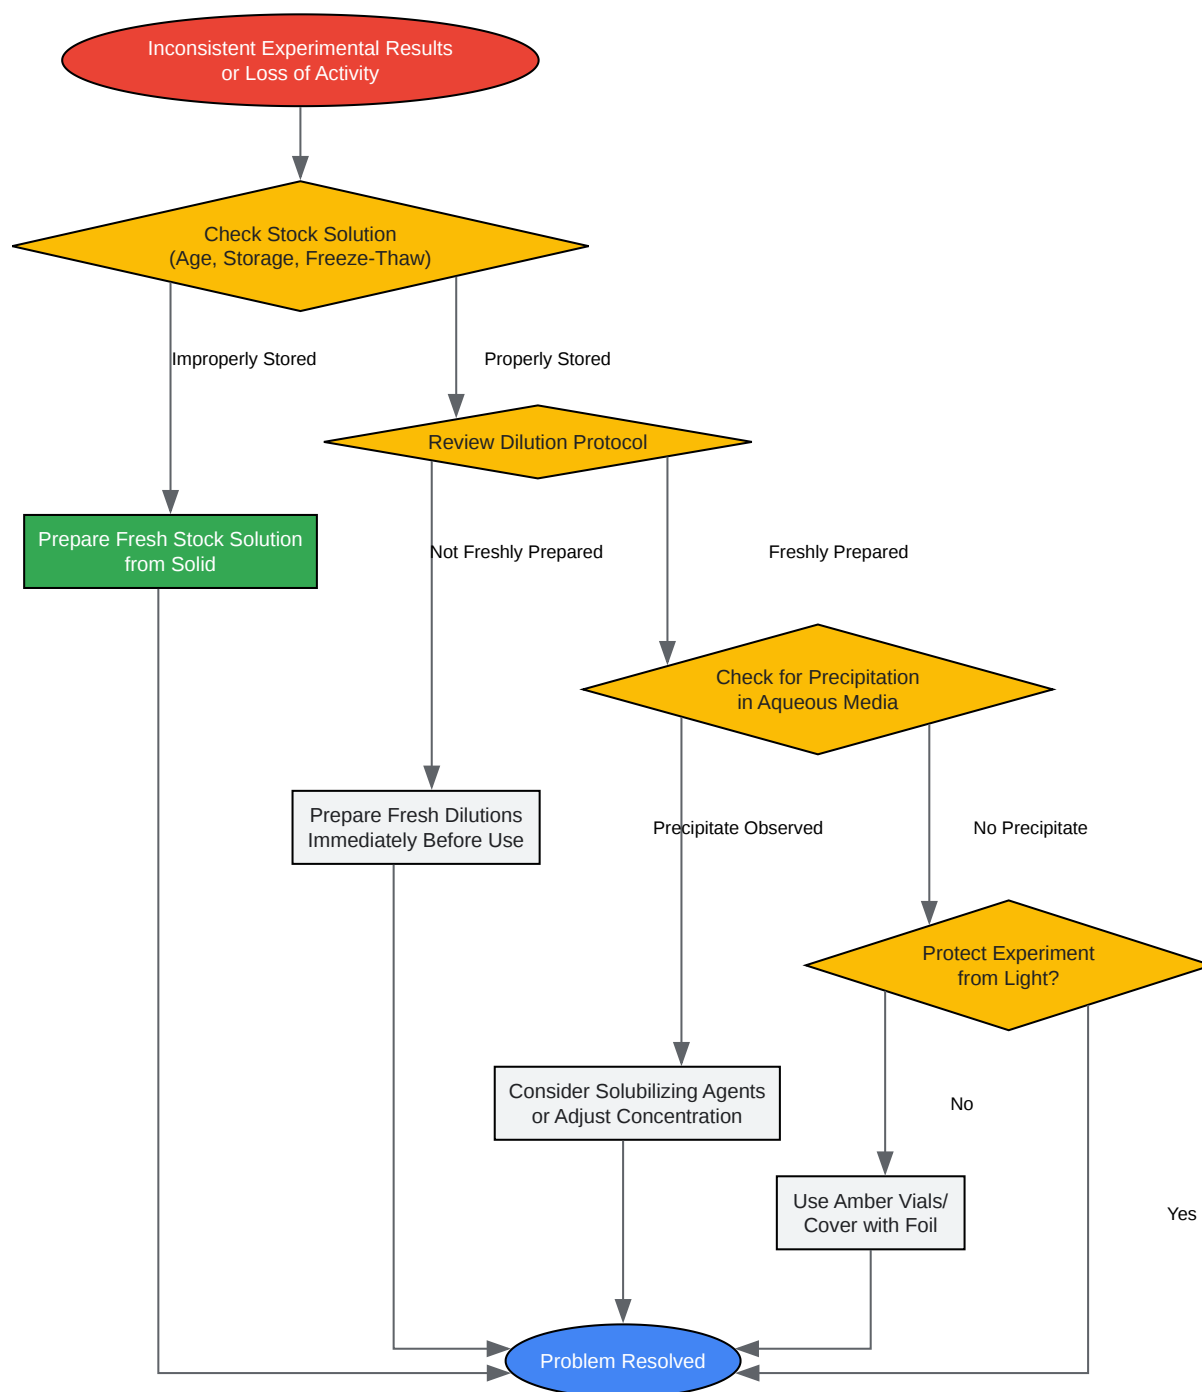 Inconsistent Experimental Results
or Loss of Activity
Check Stock Solution
(Age, Storage, Freeze-Thaw)
Improperly Stored
Properly Stored
Review Dilution Protocol
Prepare Fresh Stock Solution
from Solid
Not Freshly Prepared
Freshly Prepared
Check for Precipitation
in Aqueous Media
Prepare Fresh Dilutions
Immediately Before Use
Precipitate Observed
No Precipitate
Protect Experiment
from Light?
Consider Solubilizing Agents
or Adjust Concentration
No
Use Amber Vials/
Cover with Foil
Yes
Problem Resolved